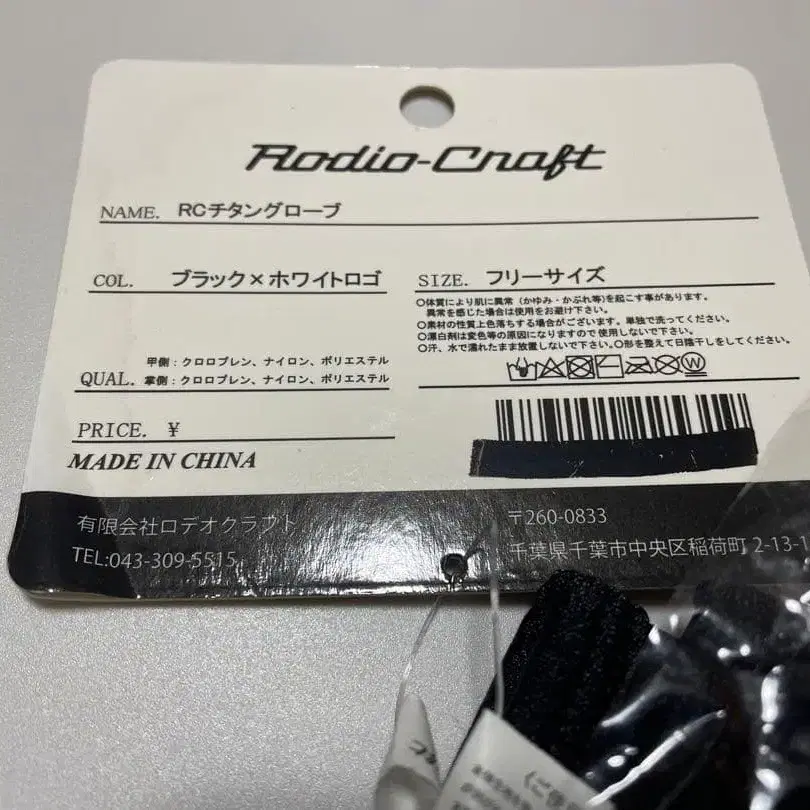 Rodio-Craft
NAME. RCチタングローブ
COL. ブラック×ホワイトロゴ
SIZE. フリーサイズ
○体質により肌に異常（かゆみ・かぶれ等）を起こす事があります。
異常を感じた場合は使用をお避け下さい。
○素材の性質上色落ちする場合がございます。単独で洗ってください。
○漂白剤は変色等の原因になりますので使用しないで下さい。
○汗、水で濡れたまま放置しないで下さい。○形を整えて日陰干しをしてください。
甲側：クロロプレン、ナイロン、ポリエステル
QUAL. 掌側：クロロプレン、ナイロン、ポリエステル
PRICE. ¥
MADE IN CHINA
有限会社ロデオクラフト
TEL:043-309-5515
〒260-0833
千葉県千葉市中央区稲荷町 2-13-1